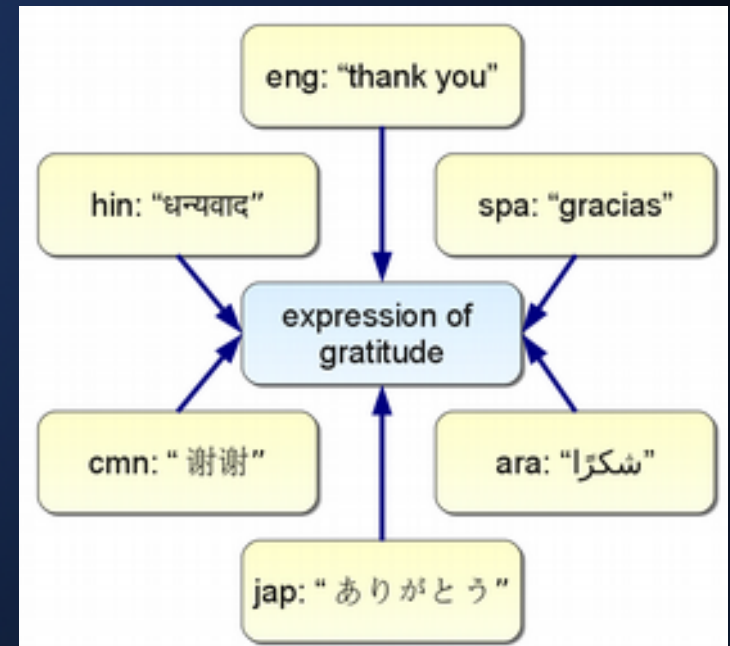 eng: “thank you”
hin: “धन्यवाद”
spa: “gracias”
expression of
gratitude
cmn: “ 谢谢”
ara: “شكرًا”
jap: “ ありがとう”